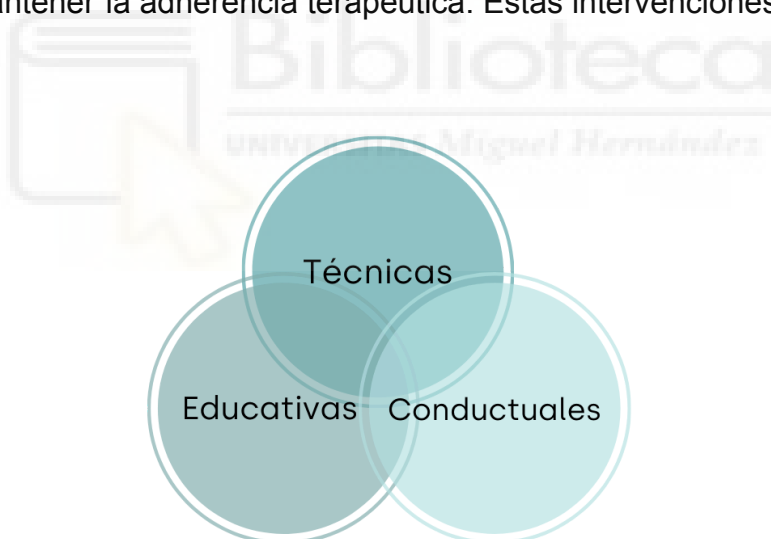 mantener la adherencia terapéutica. Estas intervenciones
Biblioteca
UNIVERSITAS Miguel Hernández
Técnicas
Educativas Conductuales